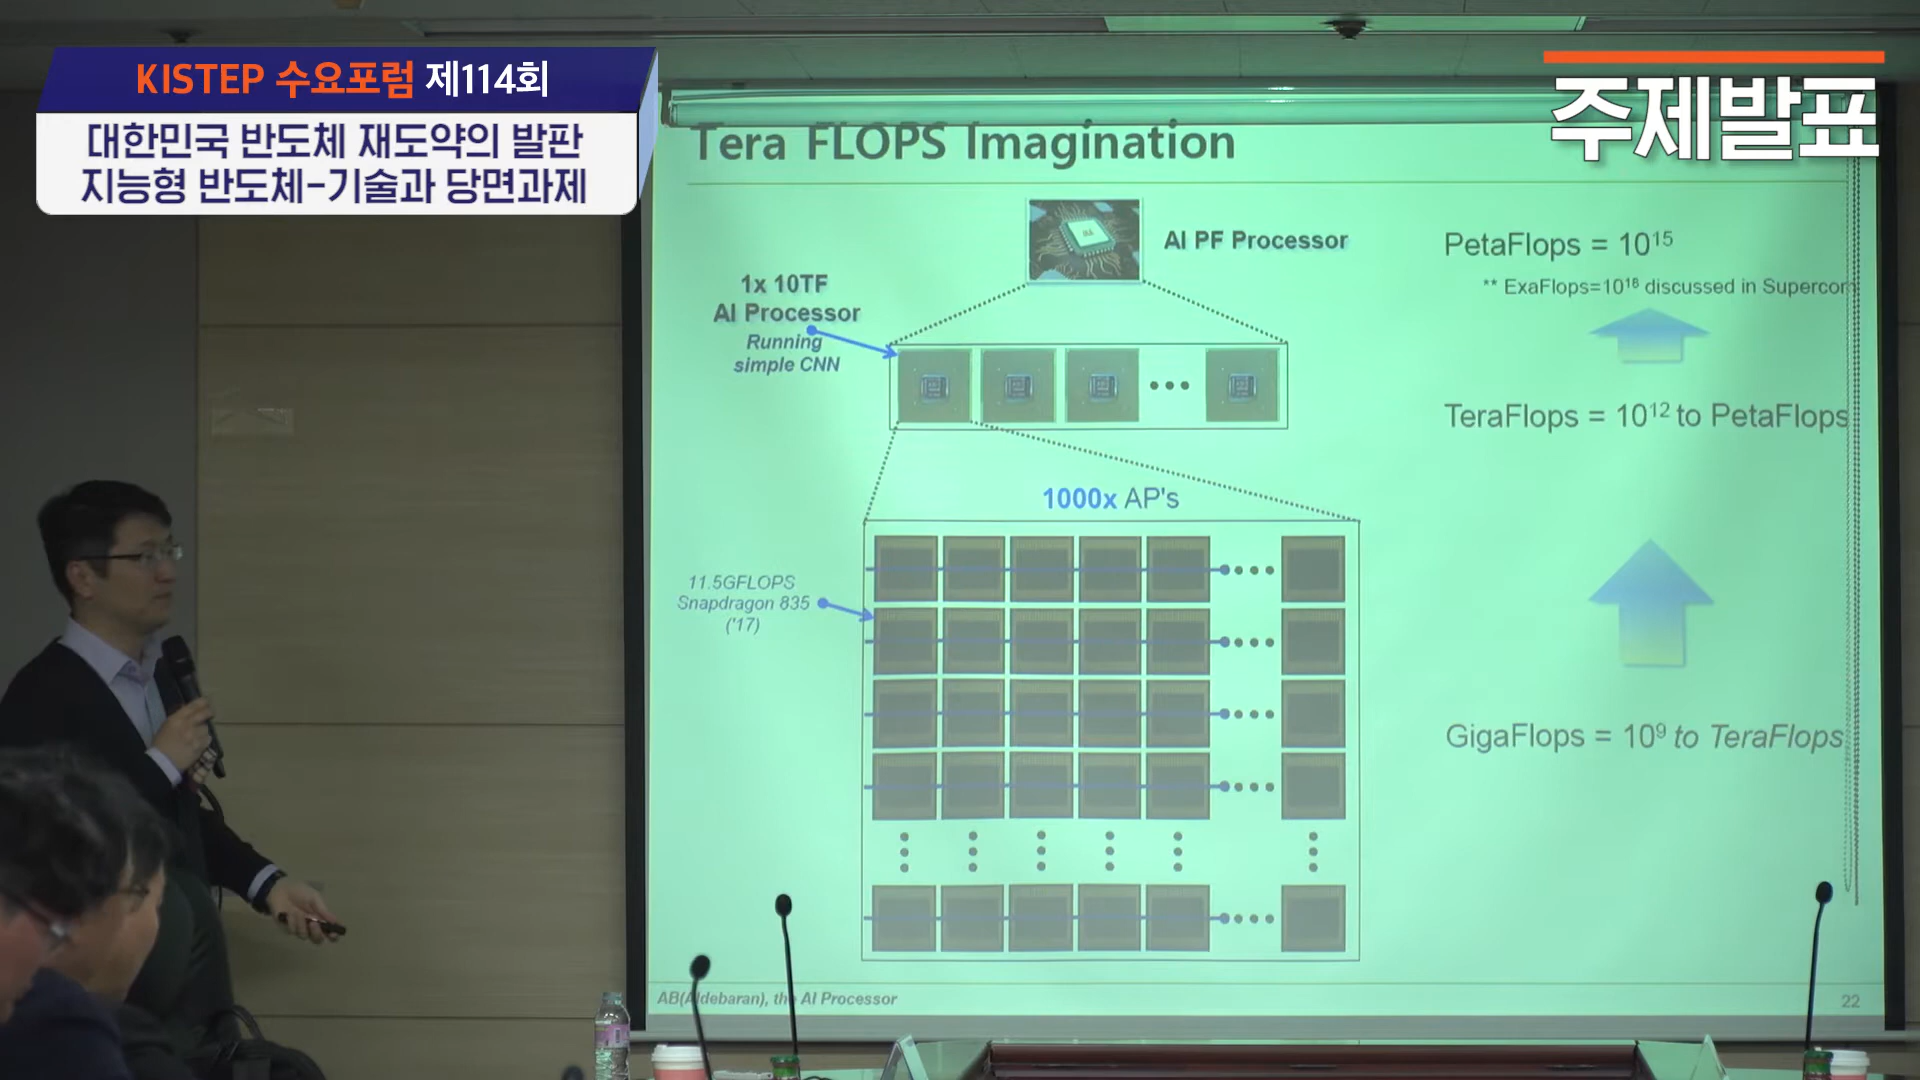 KISTEP 수요포럼 제114회
대한민국 반도체 재도약의 발판
지능형 반도체-기술과 당면과제
주제발표
Tera FLOPS Imagination
AI PF Processor
1x 10TF
AI Processor
Running
simple CNN
1000x AP's
11.5GFLOPS
Snapdragon 835
('17)
PetaFlops = 10¹⁵
** ExaFlops=10¹⁸ discussed in Supercom
TeraFlops = 10¹² to PetaFlops
GigaFlops = 10⁹ to TeraFlops
AB(Aldebaran), the AI Processor
22